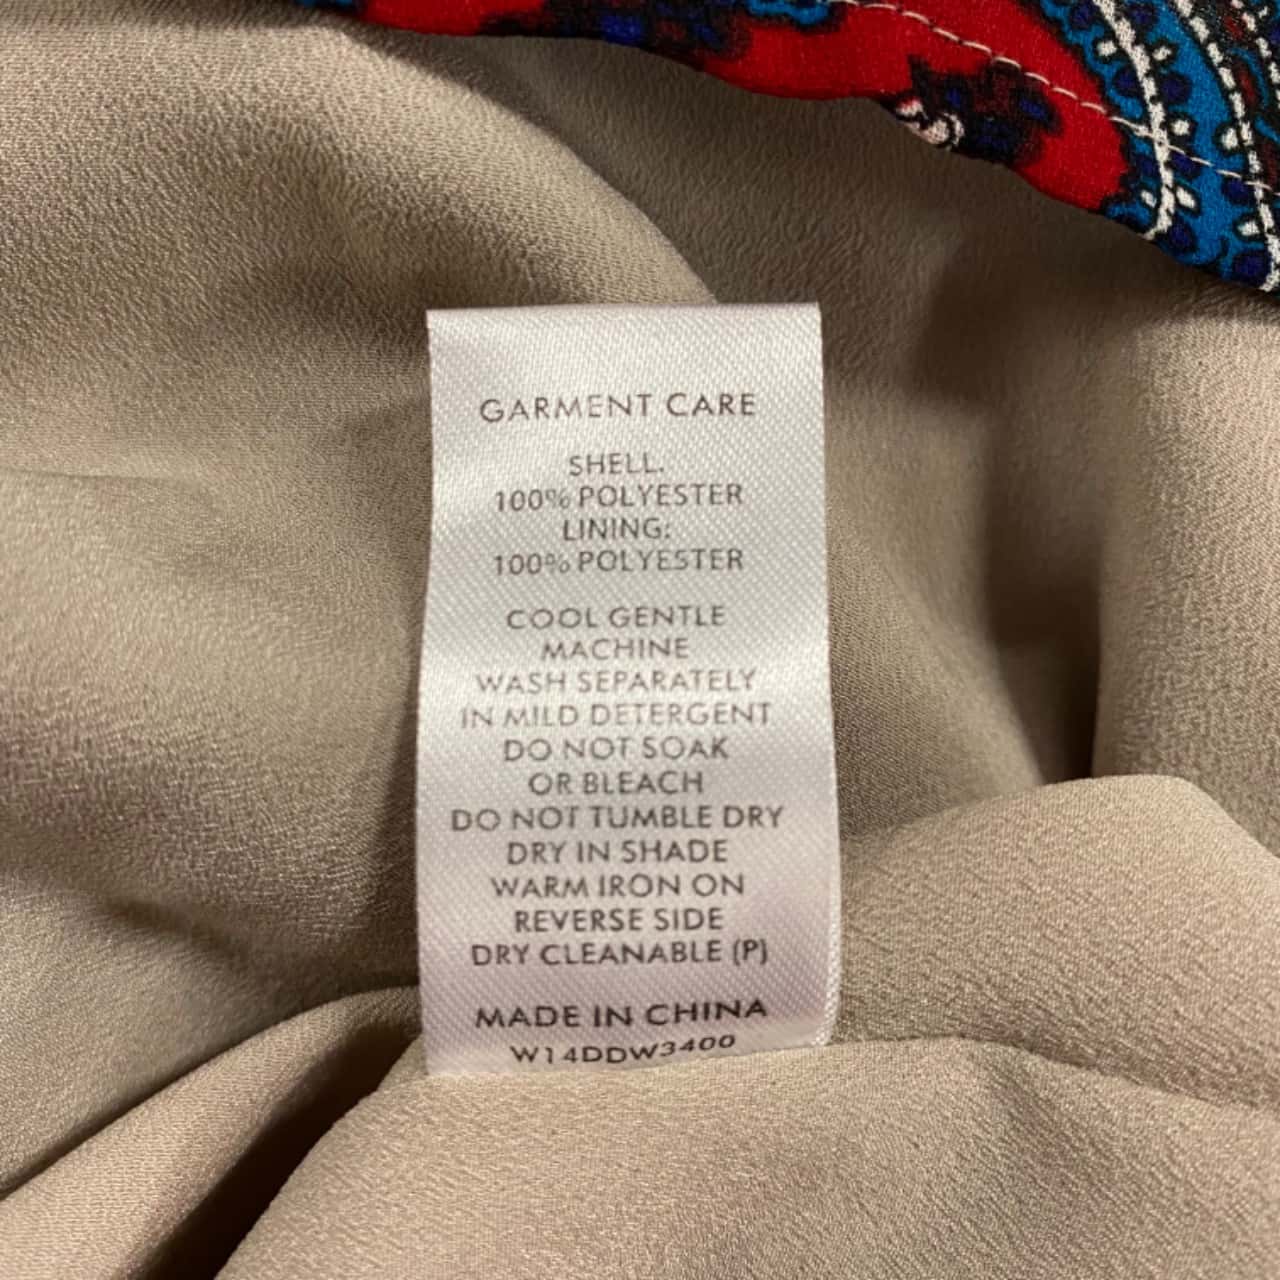 GARMENT CARE
SHELL.
100% POLYESTER
LINING:
100% POLYESTER
COOL GENTLE
MACHINE
WASH SEPARATELY
IN MILD DETERGENT
DO NOT SOAK
OR BLEACH
DO NOT TUMBLE DRY
DRY IN SHADE
WARM IRON ON
REVERSE SIDE
DRY CLEANABLE (P)
MADE IN CHINA
W14DDW3400